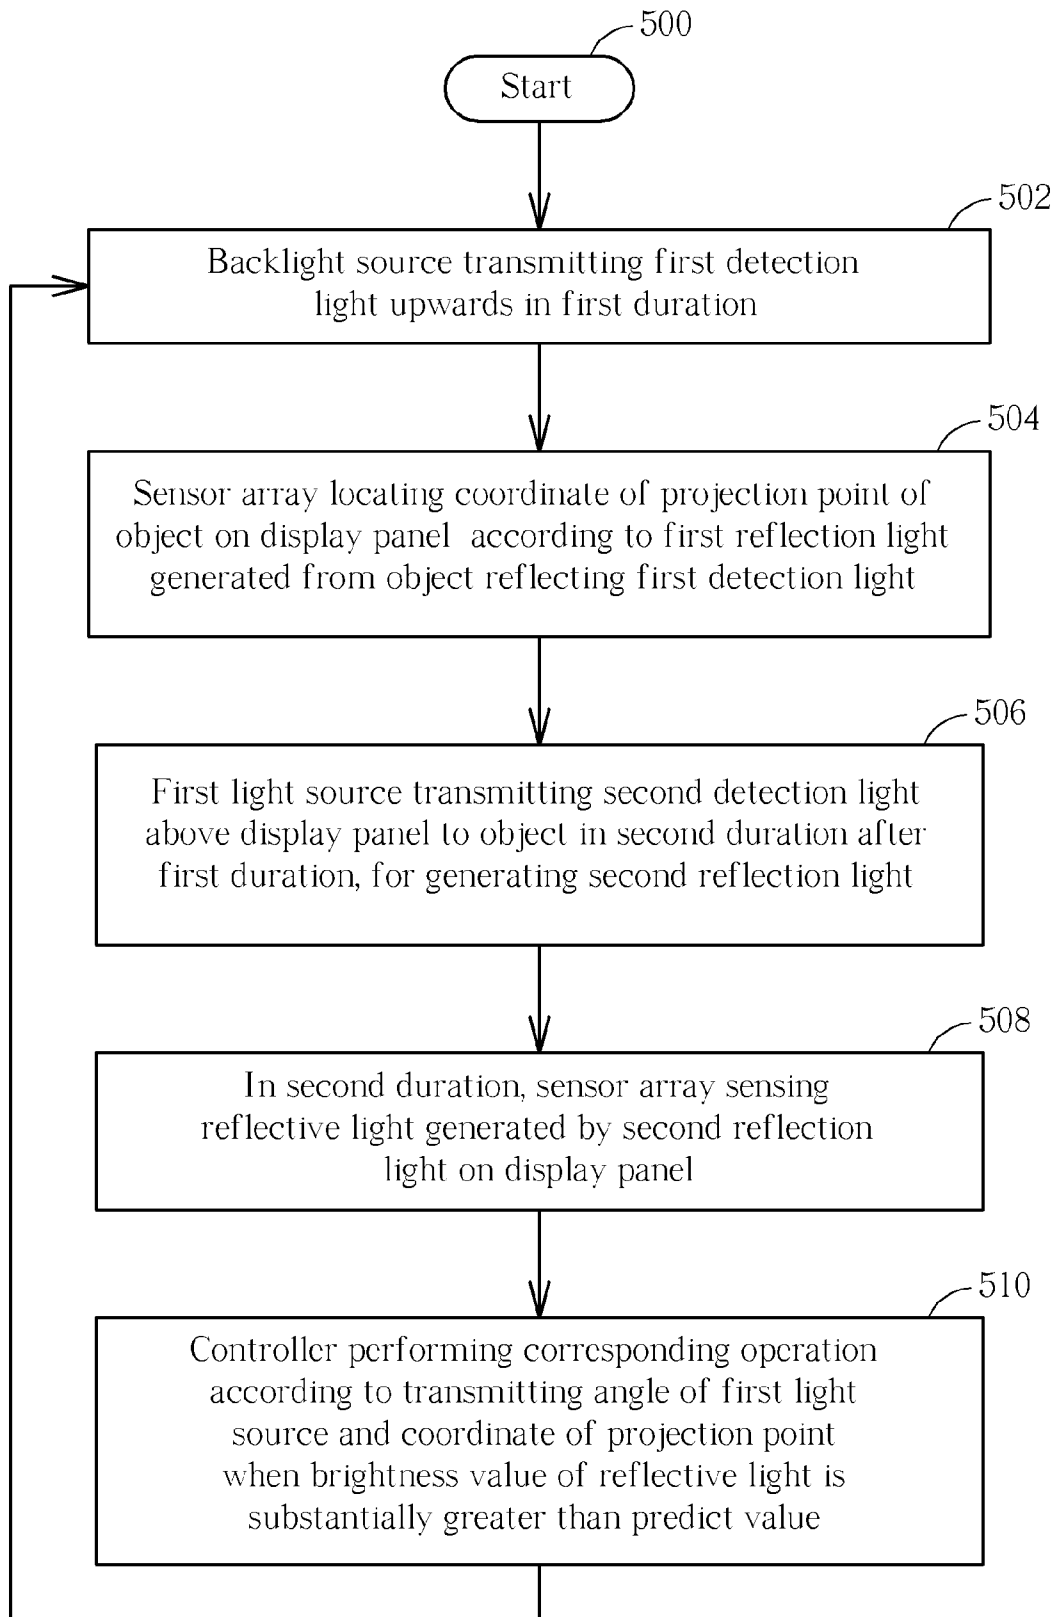 500
Start
502
Backlight source transmitting first detection
light upwards in first duration
504
Sensor array locating coordinate of projection point of
object on display panel according to first reflection light
generated from object reflecting first detection light
506
First light source transmitting second detection light
above display panel to object in second duration after
first duration, for generating second reflection light
508
In second duration, sensor array sensing
reflective light generated by second reflection
light on display panel
510
Controller performing corresponding operation
according to transmitting angle of first light
source and coordinate of projection point
when brightness value of reflective light is
substantially greater than predict value